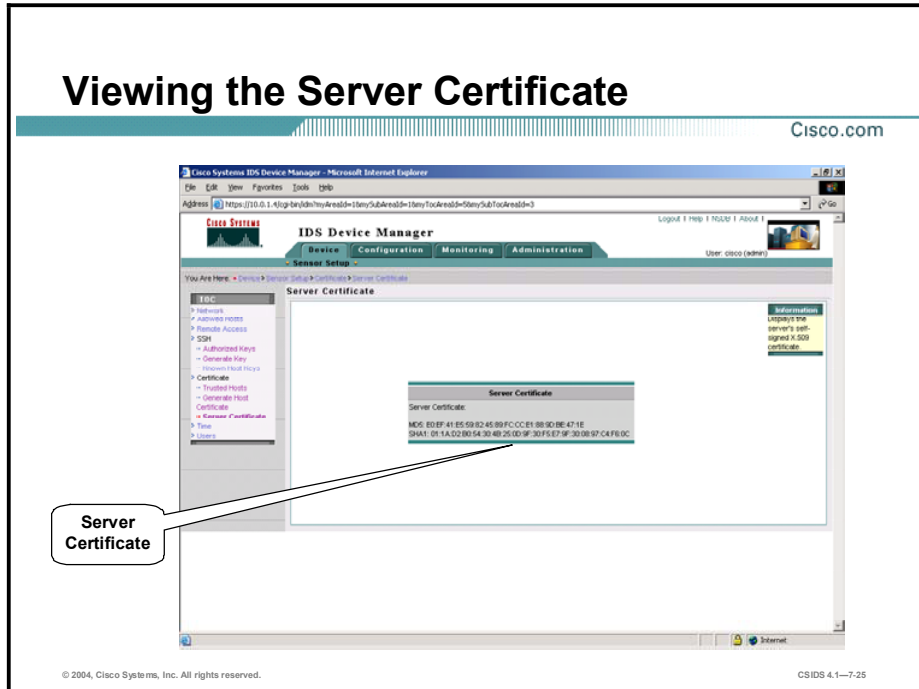 Viewing the Server Certificate
Cisco.com
Cisco Systems IDS Device Manager - Microsoft Internet Explorer
File Edit View Favorites Tools Help
Address https://10.0.1.4/cgi-bin/idm?myAreaId=1&mySubAreaId=1&myTocAreaId=5&mySubTocAreaId=3 Go
CISCO SYSTEMS
Logout | Help | NSDB | About |
IDS Device Manager
Device Configuration Monitoring Administration
User: cisco (admin)
Sensor Setup
You Are Here: Device Sensor Setup Certificate Server Certificate
Server Certificate
TOC
Network
Allowed Hosts
Remote Access
SSH
Authorized Keys
Generate Key
Known Host Keys
Certificate
Trusted Hosts
Generate Host
Certificate
Server Certificate
Time
Users
Information
Displays the
server's self-
signed X.509
certificate.
Server Certificate
Server Certificate:
MD5: E0:EF:41:E5:59:82:45:89:FC:CC:E1:88:9D:BE:47:1E
SHA1: 01:1A:D2:B0:54:30:4B:25:0D:9F:30:F5:E7:9F:30:08:97:C4:F6:0C
Server
Certificate
Internet
© 2004, Cisco Systems, Inc. All rights reserved.
CSIDS 4.1—7-25